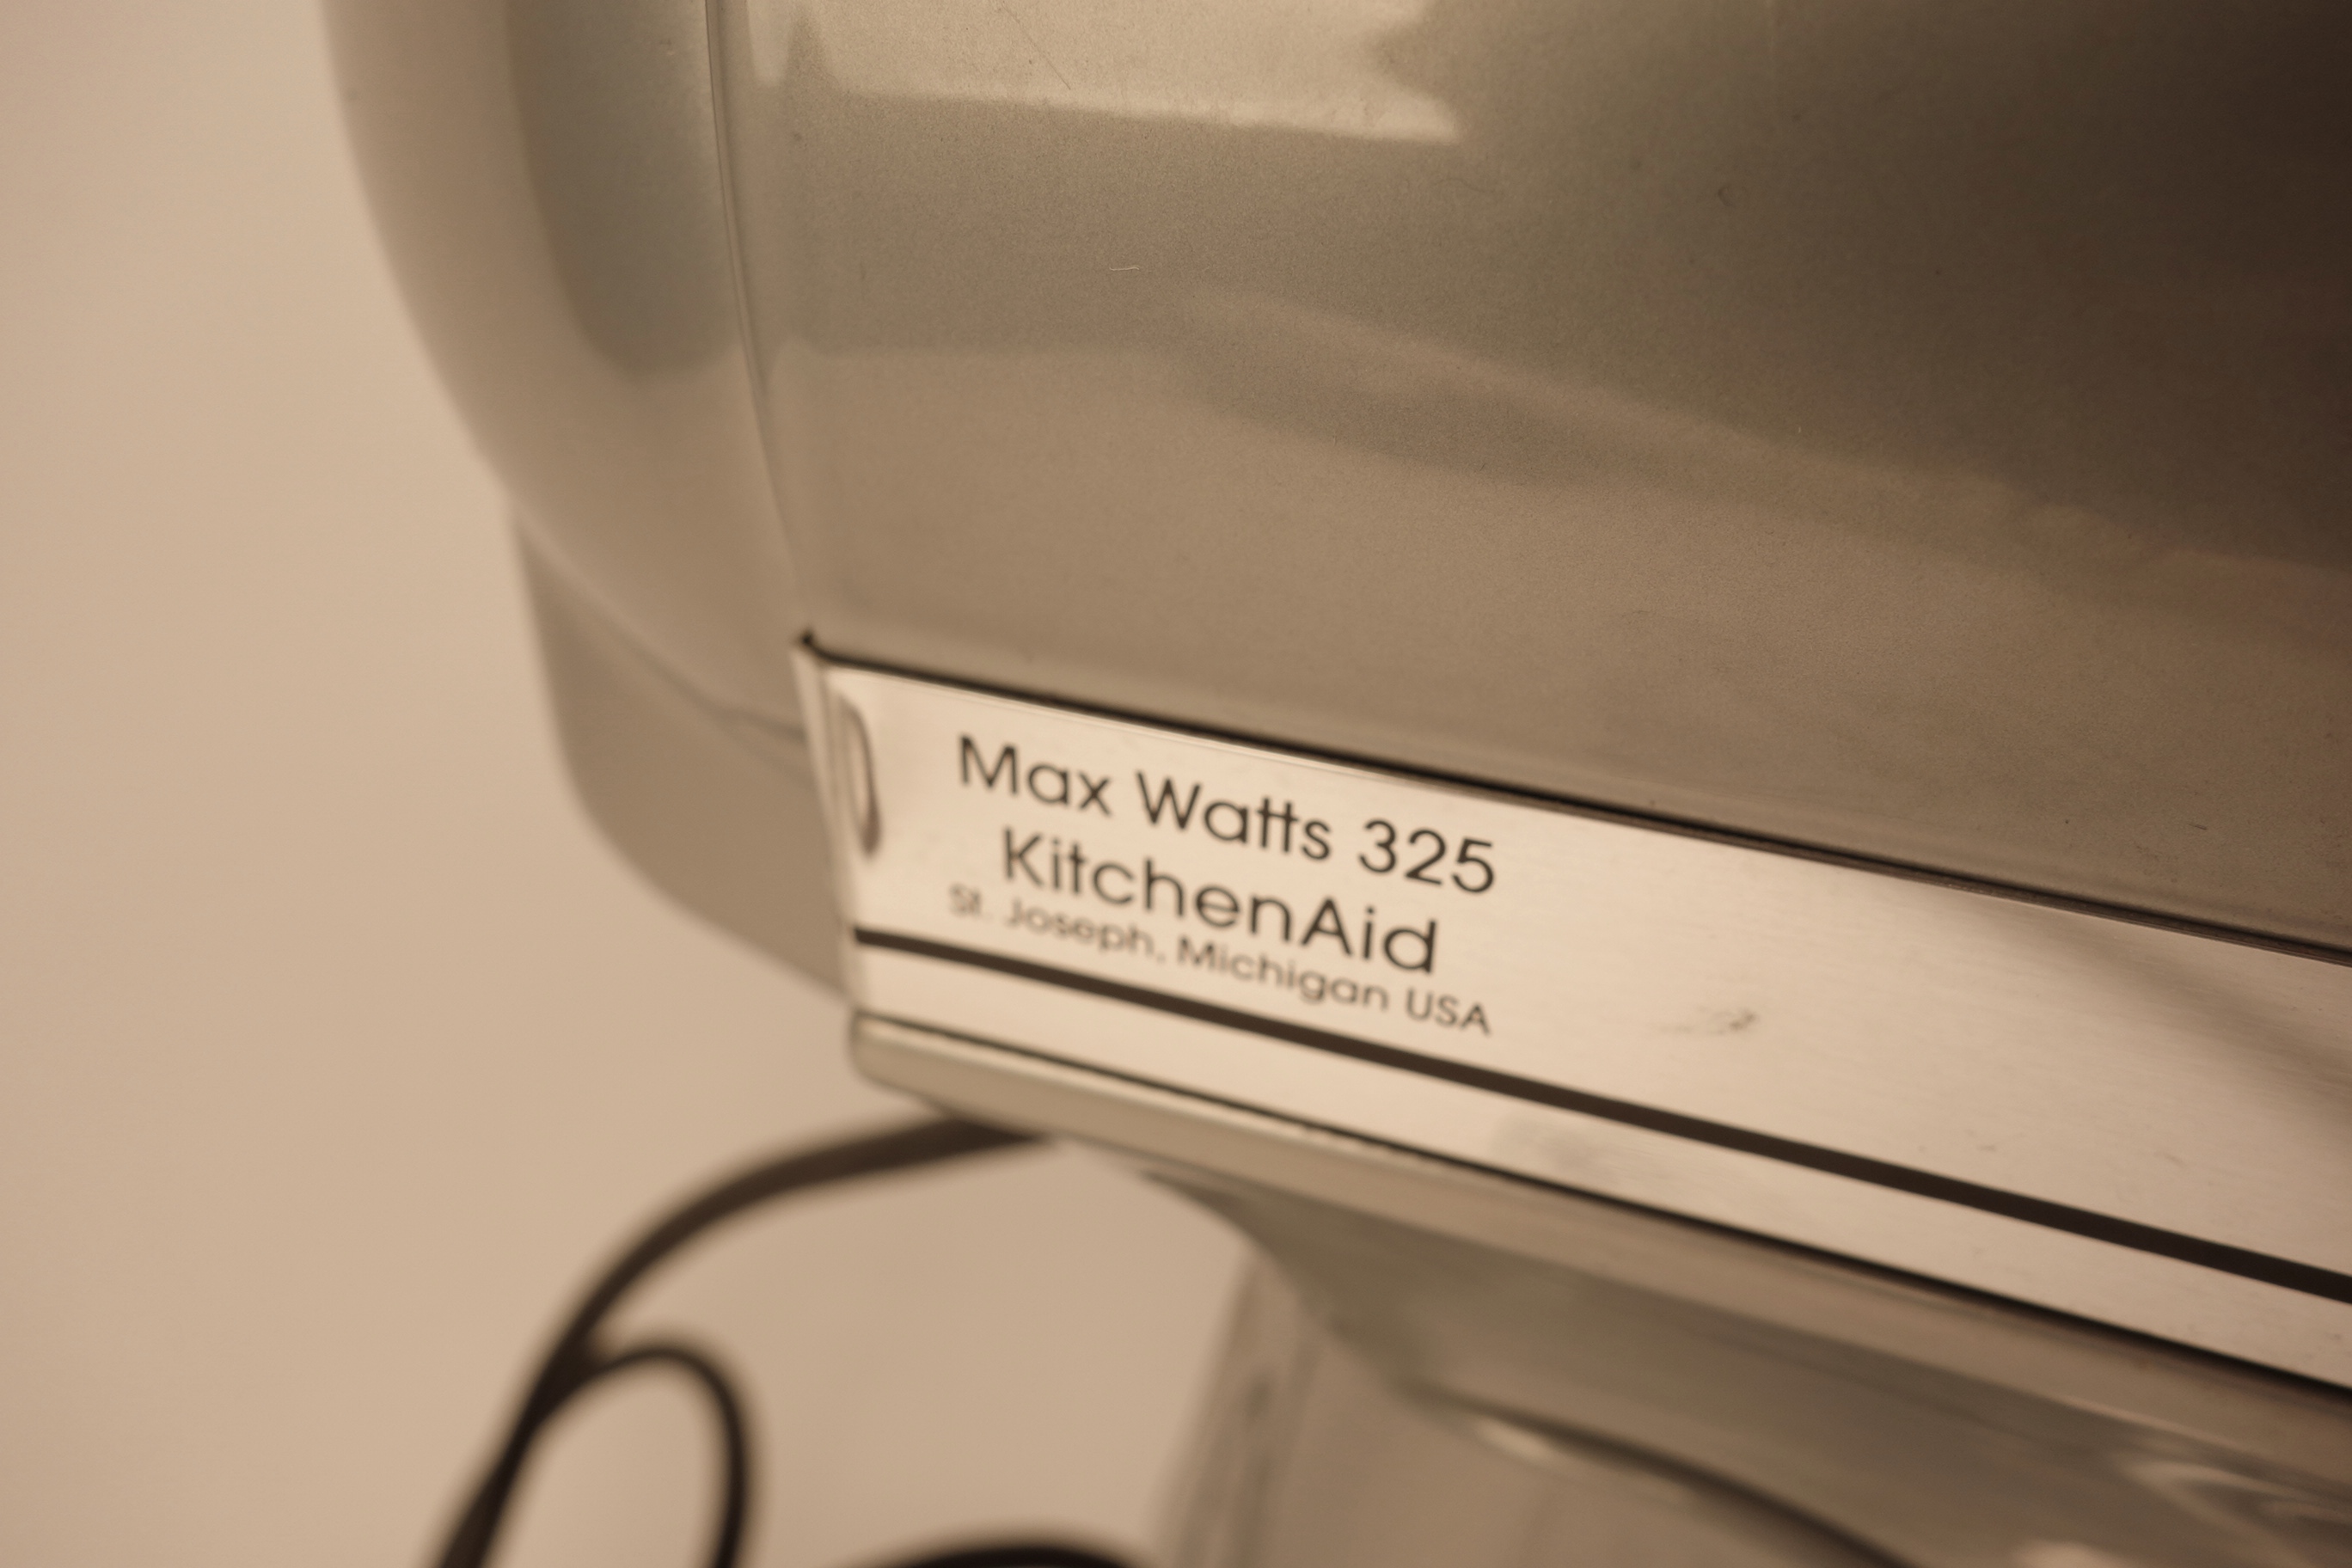 Max Watts 325
KitchenAid
St. Joseph, Michigan USA